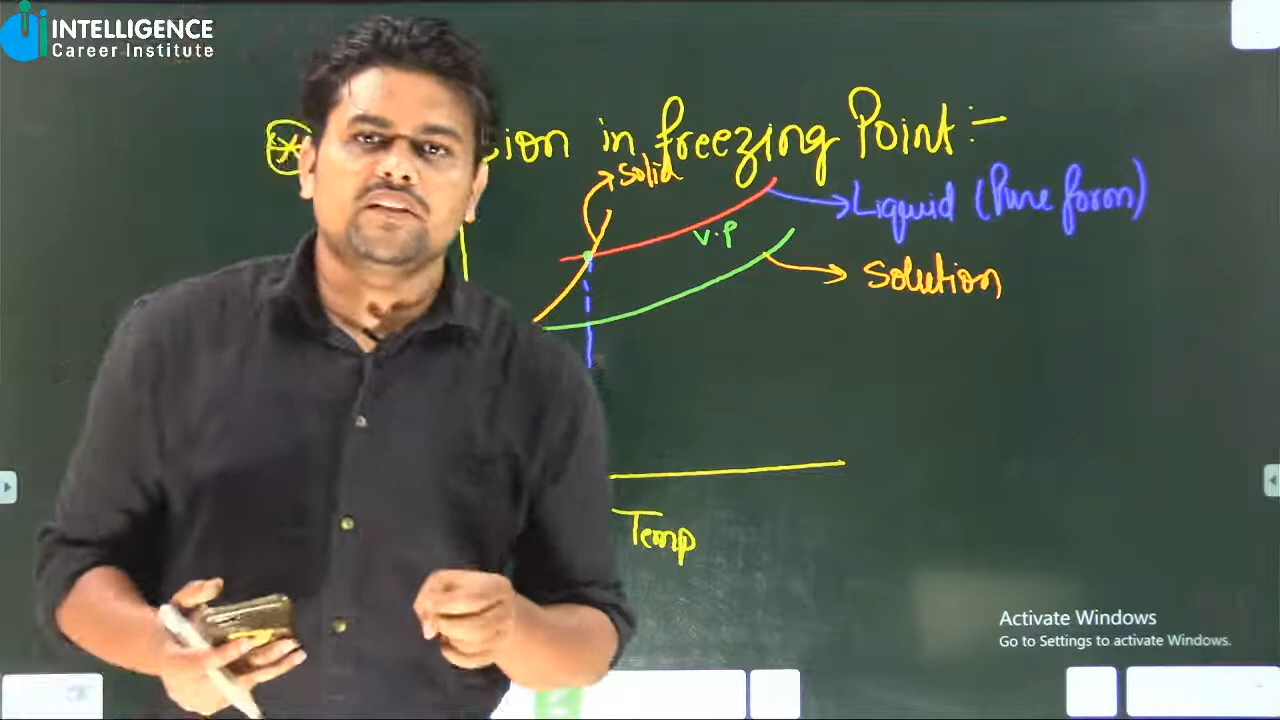 INTELLIGENCE
Career Institute
ion in freezing Point:-
Solid
Liquid (Pure form)
V.P
Solution
Temp
Activate Windows
Go to Settings to activate Windows.